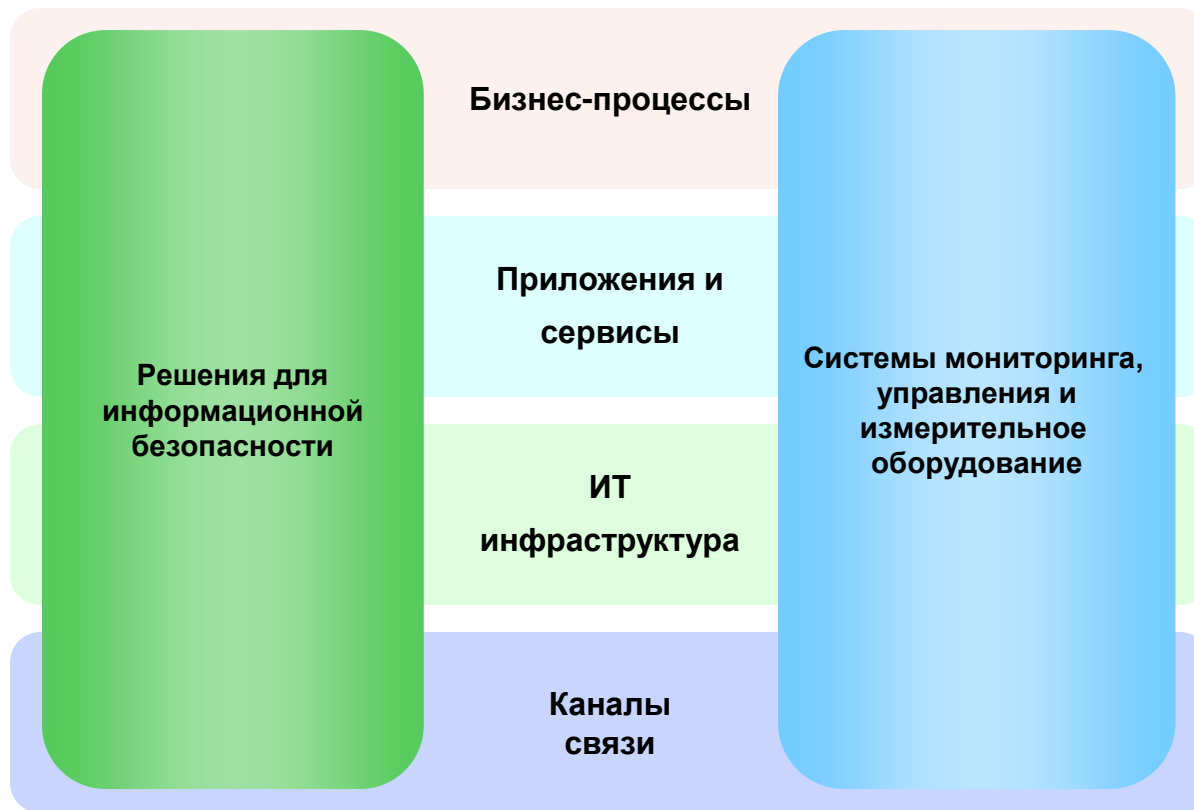 Бизнес-процессы
Приложения и
сервисы
Решения для
информационной
безопасности
Системы мониторинга,
управления и
измерительное
оборудование
ИТ
инфраструктура
Каналы
связи